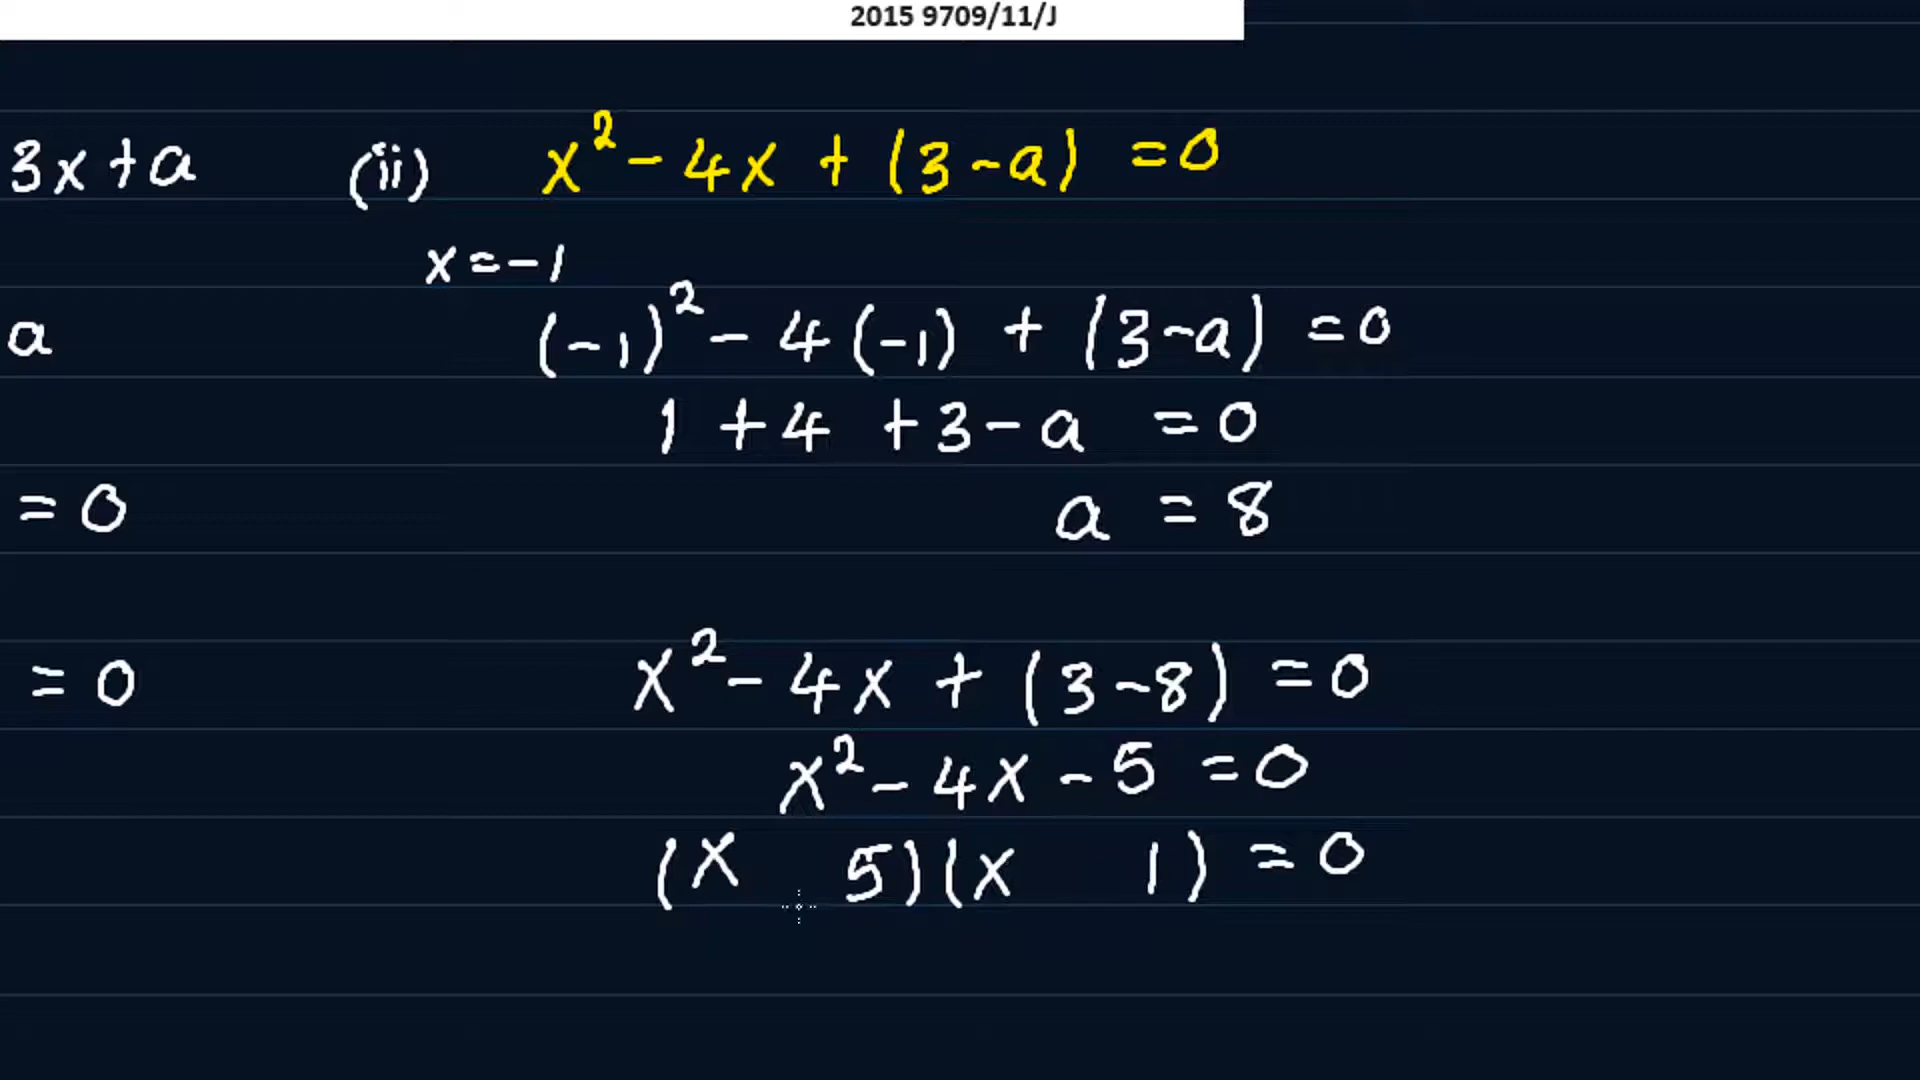 2015 9709/11/J
3x+a (ii) x² - 4x + (3-a) = 0
x = -1
a (-1)² - 4(-1) + (3-a) = 0
1 + 4 + 3 - a = 0
= 0 a = 8
= 0 x² - 4x + (3-8) = 0
x² - 4x - 5 = 0
(x 5)(x 1) = 0